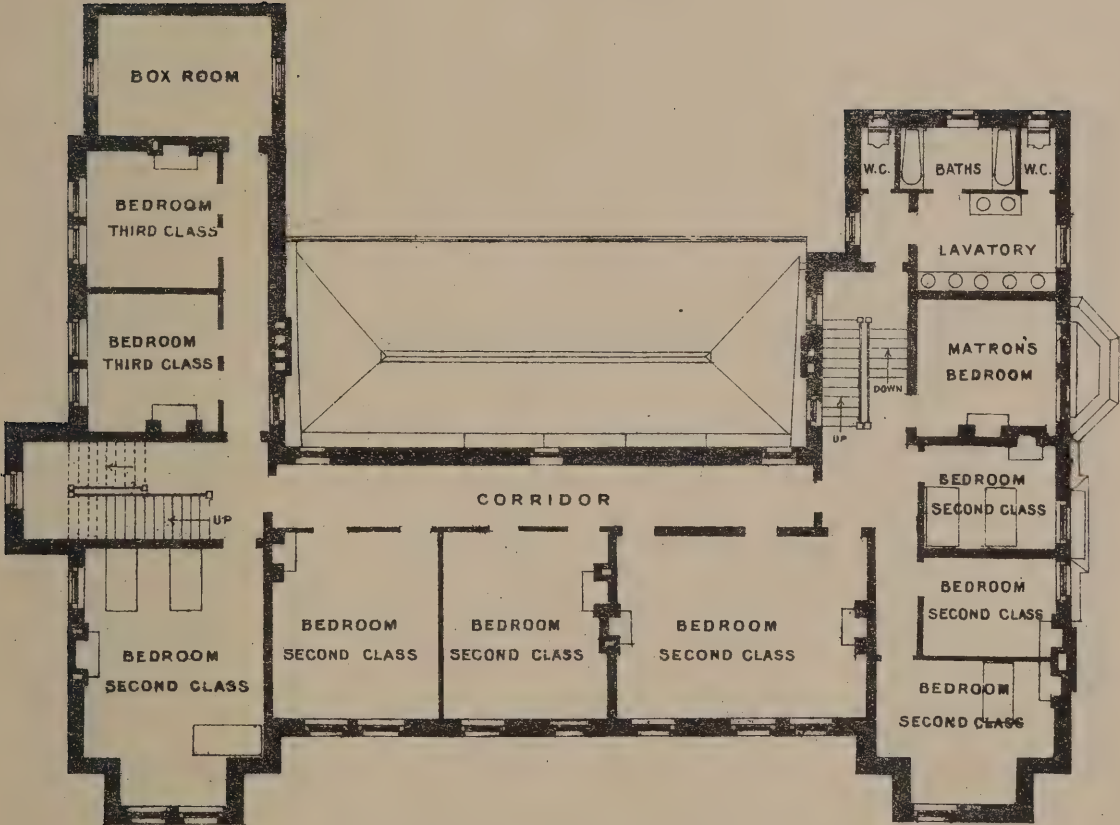 BOX ROOM
BEDROOM
THIRD CLASS
BEDROOM
THIRD CLASS
UP
BEDROOM
SECOND CLASS
CORRIDOR
BEDROOM
SECOND CLASS
BEDROOM
SECOND CLASS
BEDROOM
SECOND CLASS
W.C.
BATHS
W.C.
LAVATORY
MATRON'S
BEDROOM
DOWN
UP
BEDROOM
SECOND CLASS
BEDROOM
SECOND CLASS
BEDROOM
SECOND CLASS